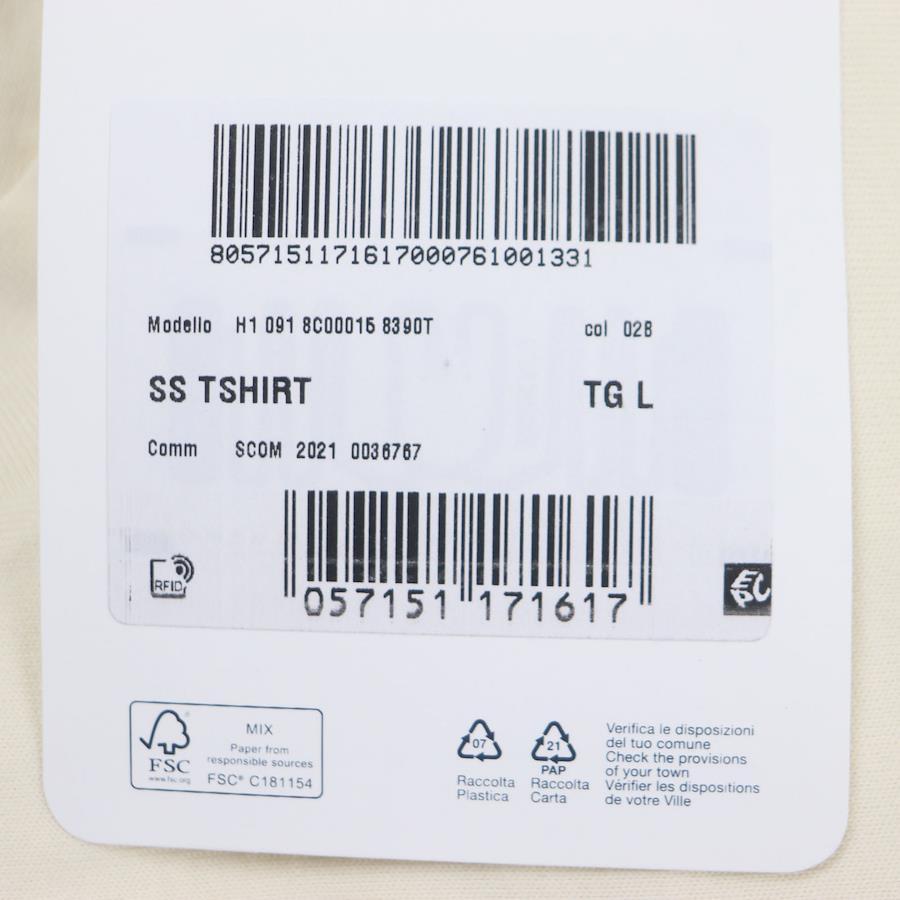 8057151171617000761001331
Modello H1 091 8C00015 8390T col 02B
SS TSHIRT TG L
Comm SCOM 2021 0036767
RFID
057151 171617
EPC
FSC
www.fsc.org
MIX
Paper from
responsible sources
FSC® C181154
07
Raccolta
Plastica
21
PAP
Raccolta
Carta
Verifica le disposizioni
del tuo comune
Check the provisions
of your town
Vérifier les dispositions
de votre Ville